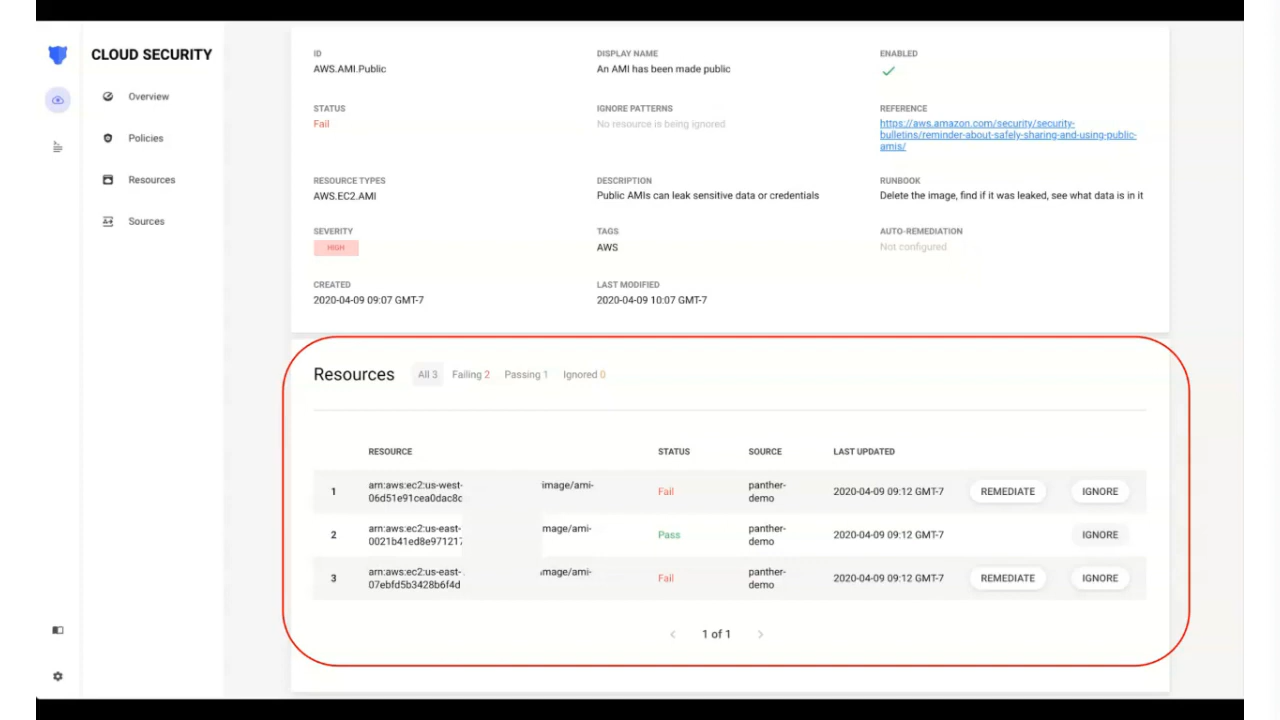 CLOUD SECURITY
Overview
Policies
Resources
Sources
ID
AWS.AMI.Public
DISPLAY NAME
An AMI has been made public
ENABLED
STATUS
Fail
IGNORE PATTERNS
No resource is being ignored
REFERENCE
https://aws.amazon.com/security/security-
bulletins/reminder-about-safely-sharing-and-using-public-
amis/
RESOURCE TYPES
AWS.EC2.AMI
DESCRIPTION
Public AMIs can leak sensitive data or credentials
RUNBOOK
Delete the image, find if it was leaked, see what data is in it
SEVERITY
HIGH
TAGS
AWS
AUTO-REMEDIATION
Not configured
CREATED
2020-04-09 09:07 GMT-7
LAST MODIFIED
2020-04-09 10:07 GMT-7
Resources All 3 Failing 2 Passing 1 Ignored 0
RESOURCE STATUS SOURCE LAST UPDATED
1
arn:aws:ec2:us-west- image/ami-
06d51e91cea0dac8c
Fail
panther-
demo
2020-04-09 09:12 GMT-7
REMEDIATE
IGNORE
2
arn:aws:ec2:us-east- mage/ami-
0021b41ed8e971217
Pass
panther-
demo
2020-04-09 09:12 GMT-7
IGNORE
3
arn:aws:ec2:us-east- mage/ami-
07ebfd5b3428b6f4d
Fail
panther-
demo
2020-04-09 09:12 GMT-7
REMEDIATE
IGNORE
< 1 of 1 >